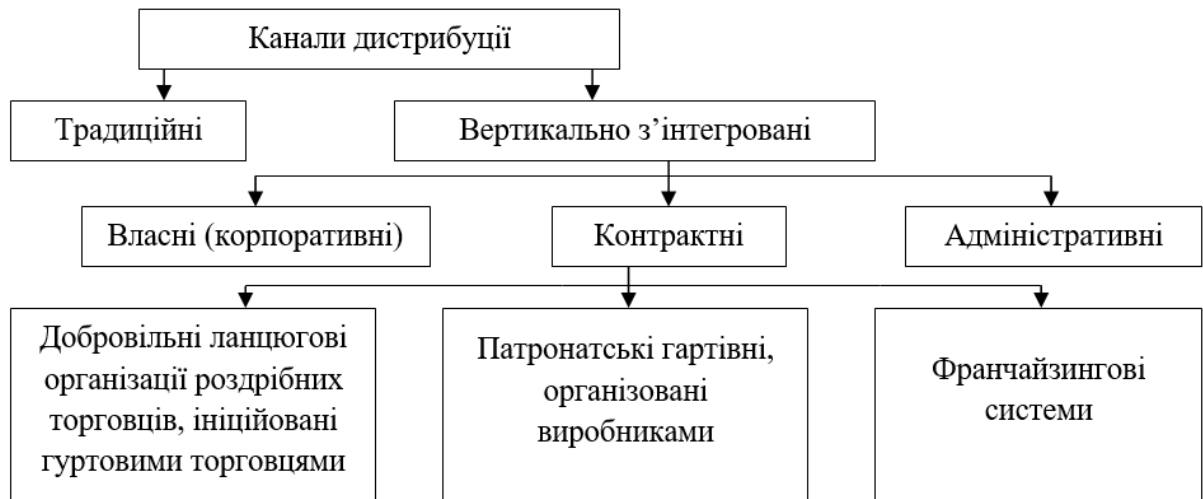 Канали дистрибуції
Традиційні
Вертикально з’інтегровані
Власні (корпоративні)
Контрактні
Адміністративні
Добровільні ланцюгові
організації роздрібних
торговців, ініційовані
гуртовими торговцями
Патронатські гартівні,
організовані
виробниками
Франчайзингові
системи